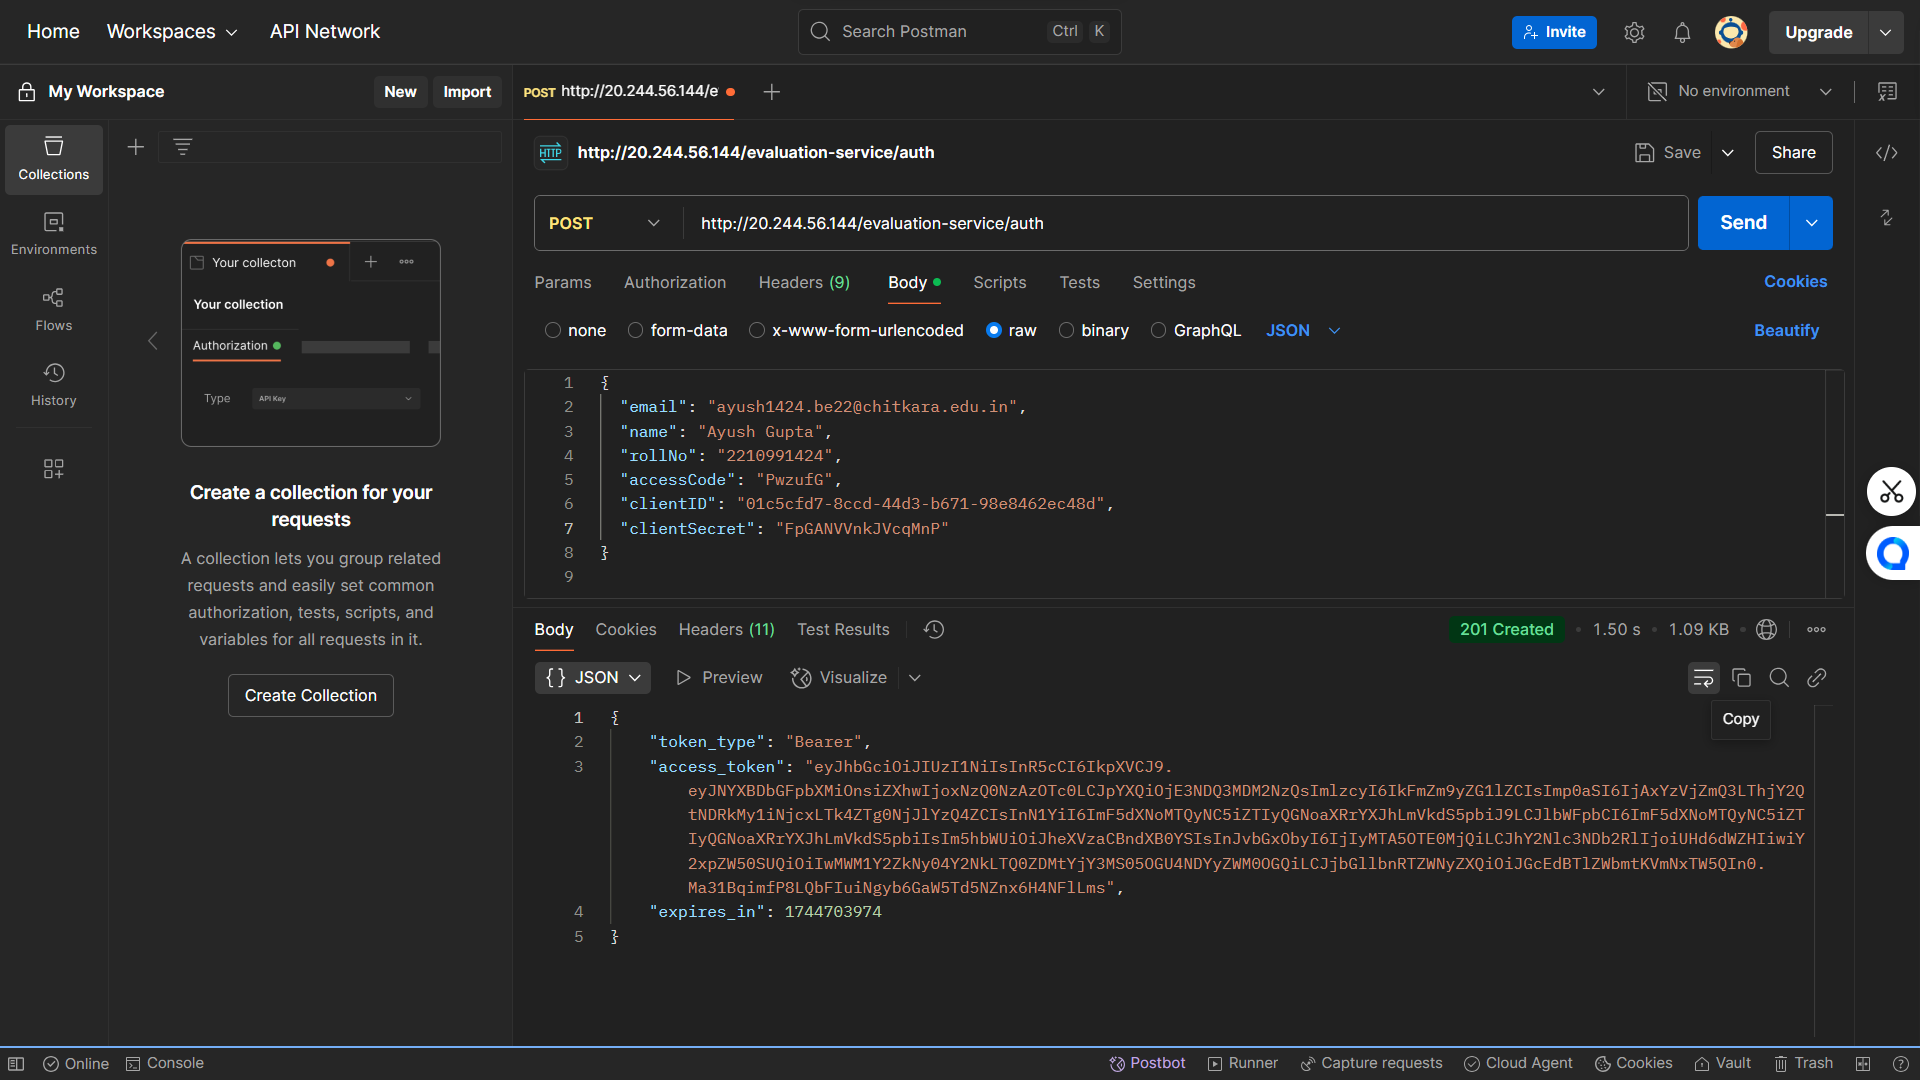 Home
Workspaces
API Network
Search Postman
Ctrl K
Invite
Upgrade
My Workspace
New
Import
POST http://20.244.56.144/e
No environment
Collections
Environments
Flows
History
Your collecton
Your collection
Authorization
Type
API Key
Create a collection for your
requests
A collection lets you group related
requests and easily set common
authorization, tests, scripts, and
variables for all requests in it.
Create Collection
HTTP
http://20.244.56.144/evaluation-service/auth
Save
Share
POST
http://20.244.56.144/evaluation-service/auth
Send
Params
Authorization
Headers (9)
Body
Scripts
Tests
Settings
Cookies
none
form-data
x-www-form-urlencoded
raw
binary
GraphQL
JSON
Beautify
1 {
2 "email": "ayush1424.be22@chitkara.edu.in",
3 "name": "Ayush Gupta",
4 "rollNo": "2210991424",
5 "accessCode": "PwzufG",
6 "clientID": "01c5cfd7-8ccd-44d3-b671-98e8462ec48d",
7 "clientSecret": "FpGANVVnkJVcqMnP"
8 }
9
Body
Cookies
Headers (11)
Test Results
201 Created
1.50 s
1.09 KB
{} JSON
Preview
Visualize
Copy
1 {
2 "token_type": "Bearer",
3 "access_token": "eyJhbGciOiJIUzI1NiIsInR5cCI6IkpXVCJ9.
eyJNYXBDbGFpbXMiOnsiZXhwIjoxNzQ0NzAzOTc0LCJpYXQiOjE3NDQ3MDM2NzQsImlzcyI6IkFmZm9yZG1lZCIsImp0aSI6IjAxYzVjZmQ3LThjY2Q
tNDRkMy1iNjcxLTk4ZTg0NjJlYzQ4ZCIsInN1YiI6ImF5dXNoMTQyNC5iZTIyQGNoaXRrYXJhLmVkdS5pbiJ9LCJlbWFpbCI6ImF5dXNoMTQyNC5iZT
IyQGNoaXRrYXJhLmVkdS5pbiIsIm5hbWUiOiJheXVzaCBndXB0YSIsInJvbGxObyI6IjIyMTA5OTE0MjQiLCJhY2Nlc3NDb2RlIjoiUHd6dWZHIiwiY
2xpZW50SUQiOiIwMWM1Y2ZkNy04Y2NkLTQ0ZDMtYjY3MS05OGU4NDYyZWM0OGQiLCJjbGllbnRTZWNyZXQiOiJGcEdBTlZWbmtKVmNxTW5QIn0.
Ma31BqimfP8LQbFIuiNgyb6GaW5Td5NZnx6H4NFlLms",
4 "expires_in": 1744703974
5 }
Online
Console
Postbot
Runner
Capture requests
Cloud Agent
Cookies
Vault
Trash